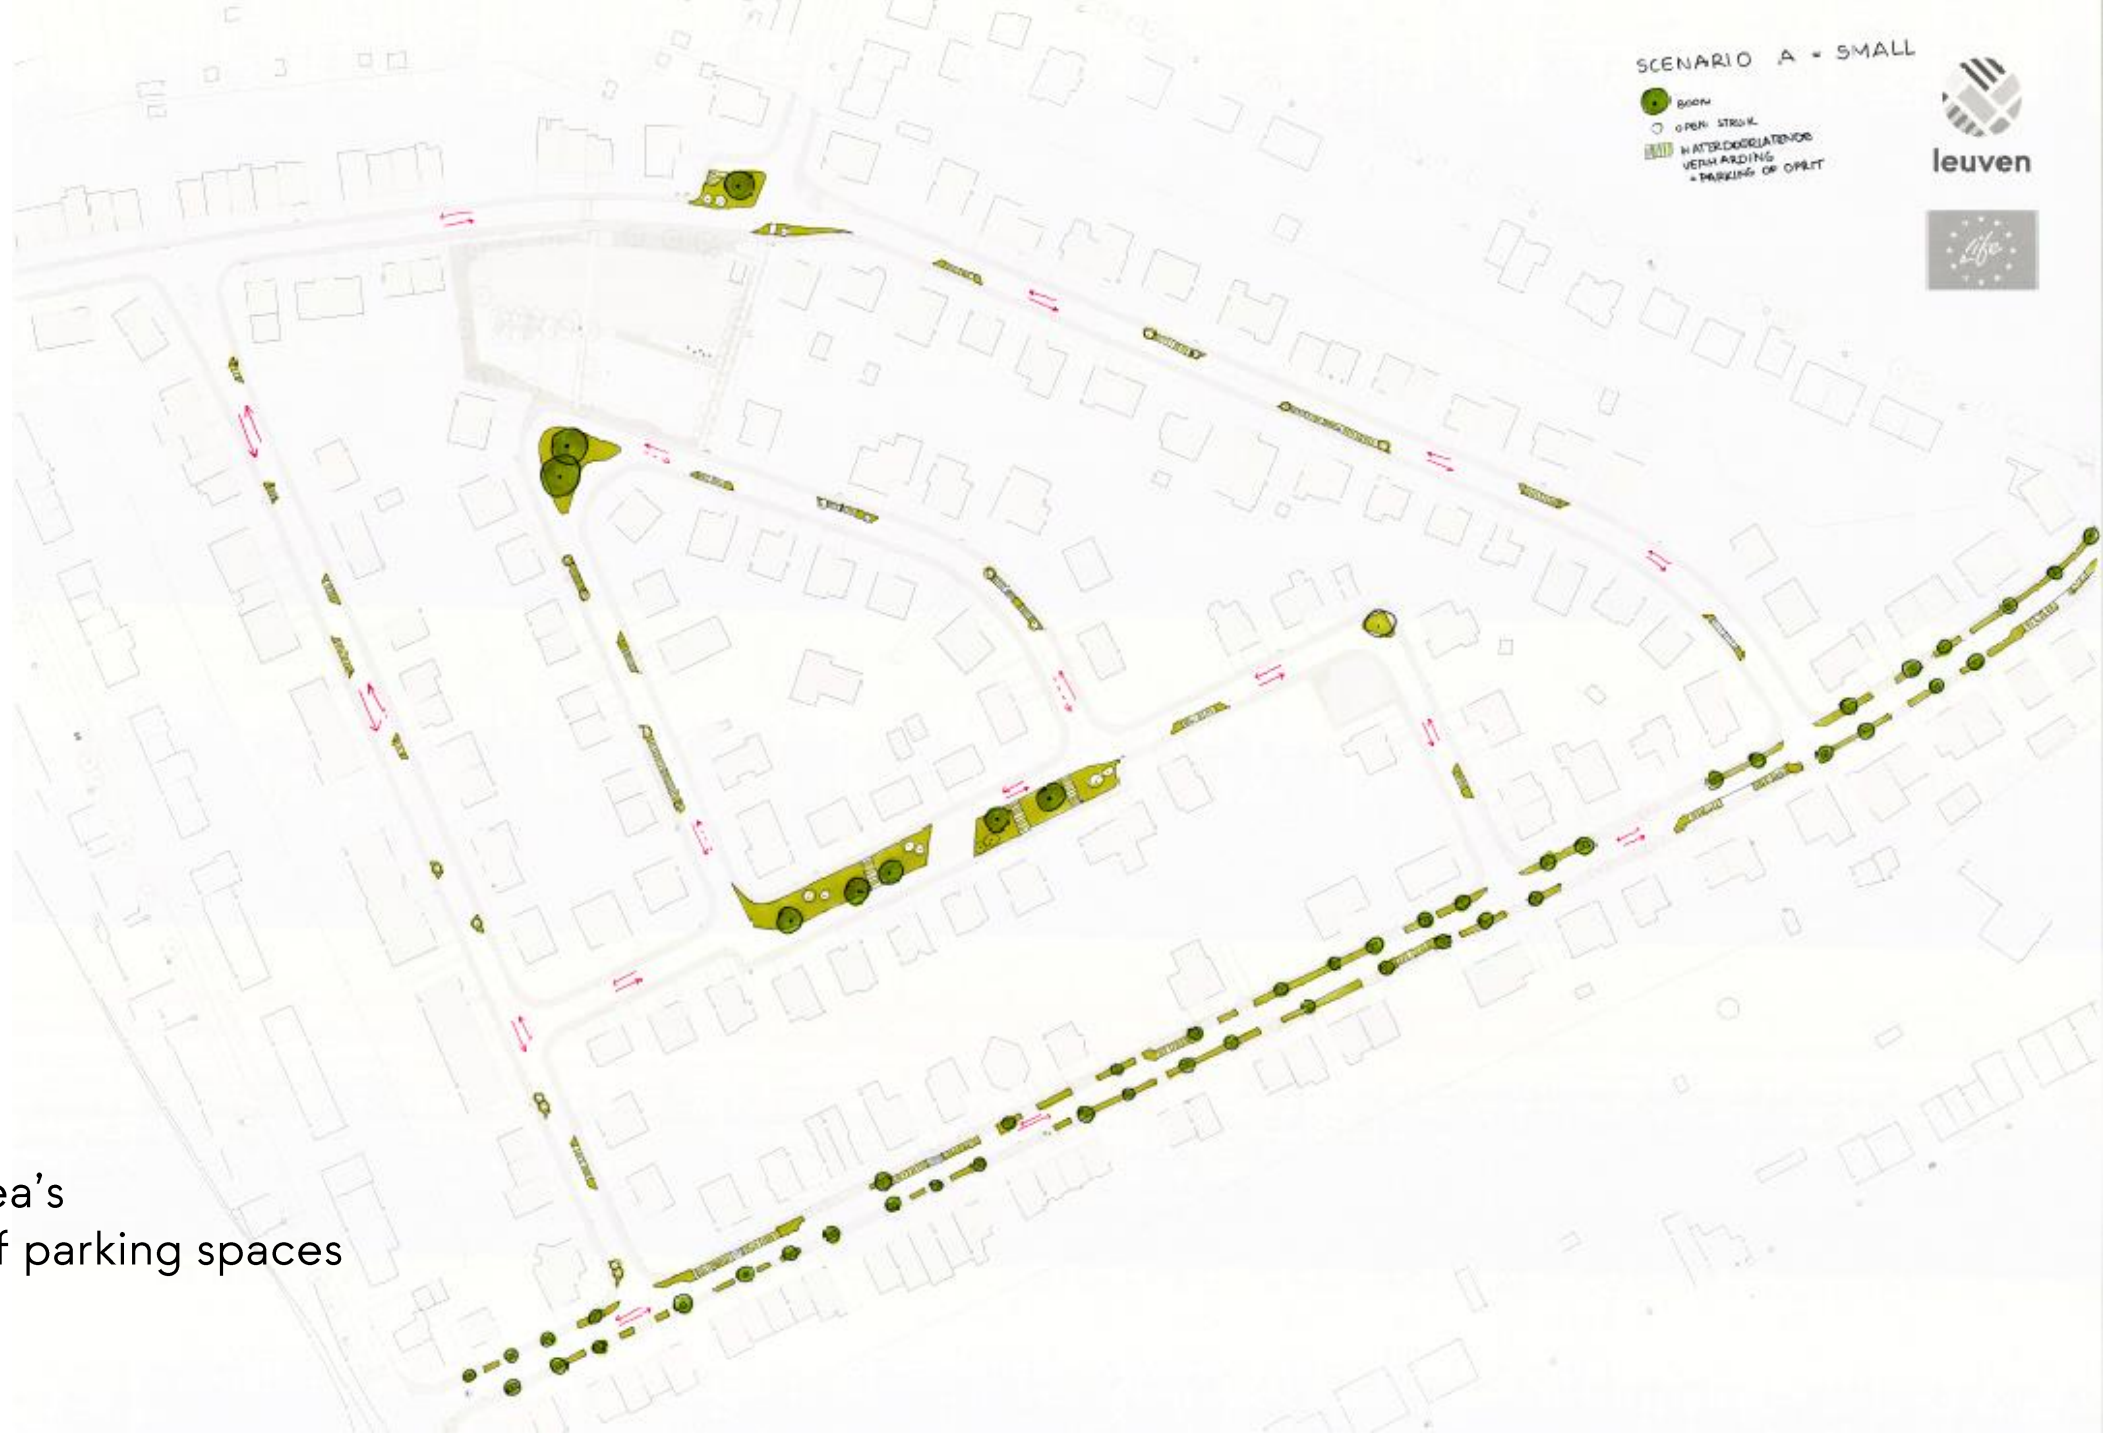 SCENARIO A = SMALL
BOOM
OPEN STRUIK
WATERDOORLATENDE
VERHARDING
= PARKING OF OPRIT
leuven
Life
ea's
f parking spaces